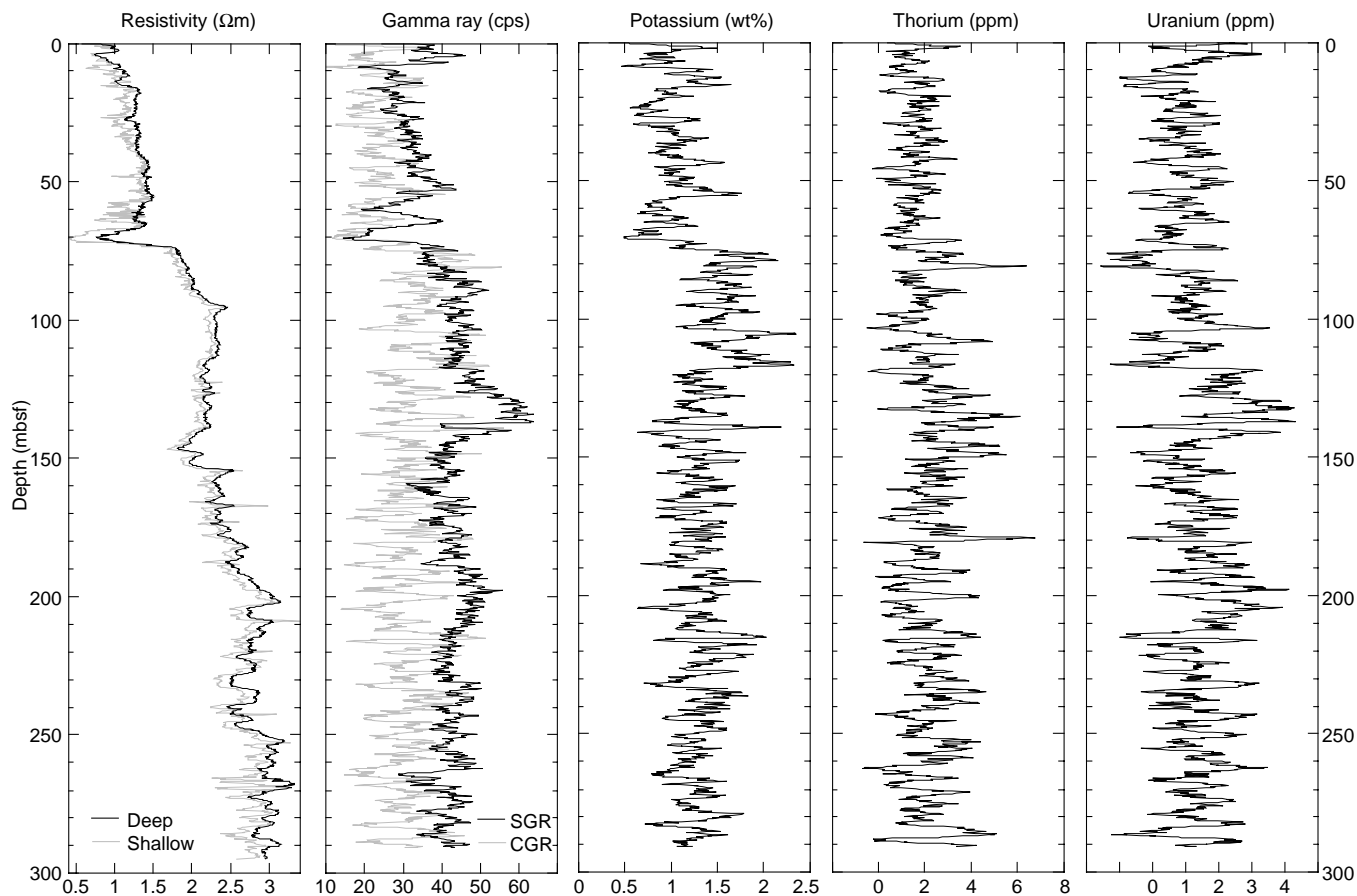 Resistivity (Ωm) Gamma ray (cps) Potassium (wt%) Thorium (ppm) Uranium (ppm)
0 0
50 50
100 100
Depth (mbsf)
150 150
200 200
250 250
Deep SGR
Shallow CGR
300 300
0.5 1 1.5 2 2.5 3 10 20 30 40 50 60 0 0.5 1 1.5 2 2.5 0 2 4 6 8 0 1 2 3 4 5